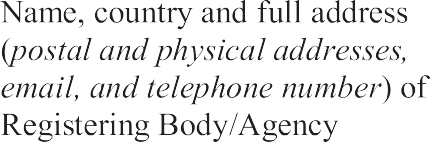 Name, country and full address
(postal and physical addresses,
email, and telephone number) of
Registering Body/Agency